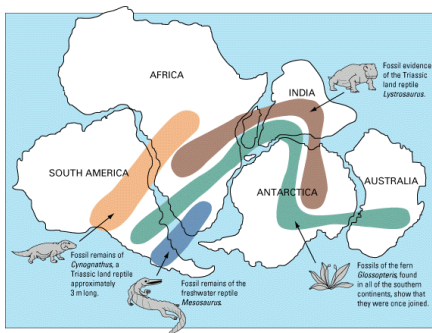 AFRICA
Fossil evidence
of the Triassic
land reptile
Lystrosaurus.
INDIA
SOUTH AMERICA
ANTARCTICA
AUSTRALIA
Fossil remains of
Cynognathus, a
Triassic land reptile
approximately
3 m long.
Fossil remains of the
freshwater reptile
Mesosaurus.
Fossils of the fern
Glossopteris, found
in all of the southern
continents, show that
they were once joined.